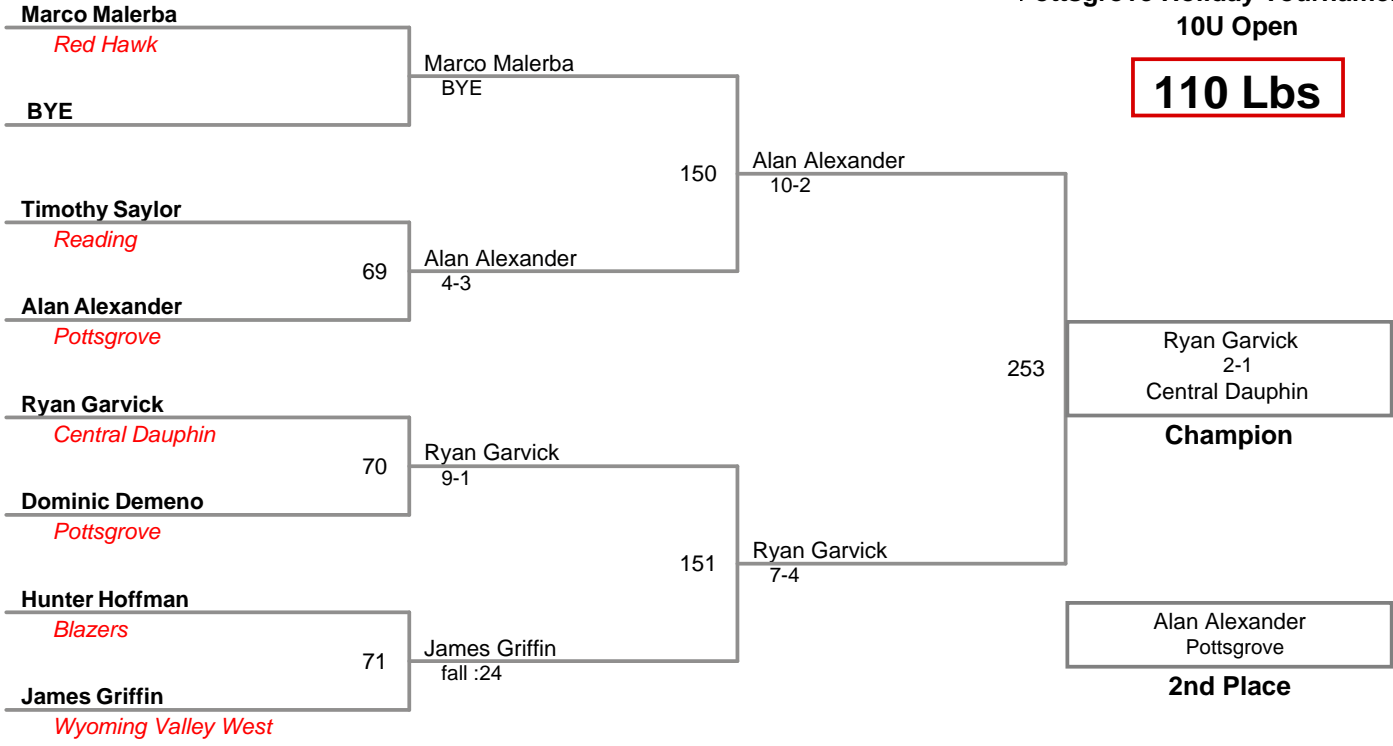 Pottsgrove Holiday
10U Open
110 Lbs
Marco Malerba
Red Hawk
BYE
Timothy Saylor
Reading
69
Alan Alexander
Pottsgrove
Ryan Garvick
Central Dauphin
70
Dominic Demeno
Pottsgrove
Hunter Hoffman
Blazers
71
James Griffin
Wyoming Valley West
Marco Malerba
BYE
150
Alan Alexander
4-3
Ryan Garvick
9-1
151
James Griffin
fall :24
Alan Alexander
10-2
253
Ryan Garvick
7-4
Ryan Garvick
2-1
Central Dauphin
Champion
Alan Alexander
Pottsgrove
2nd Place